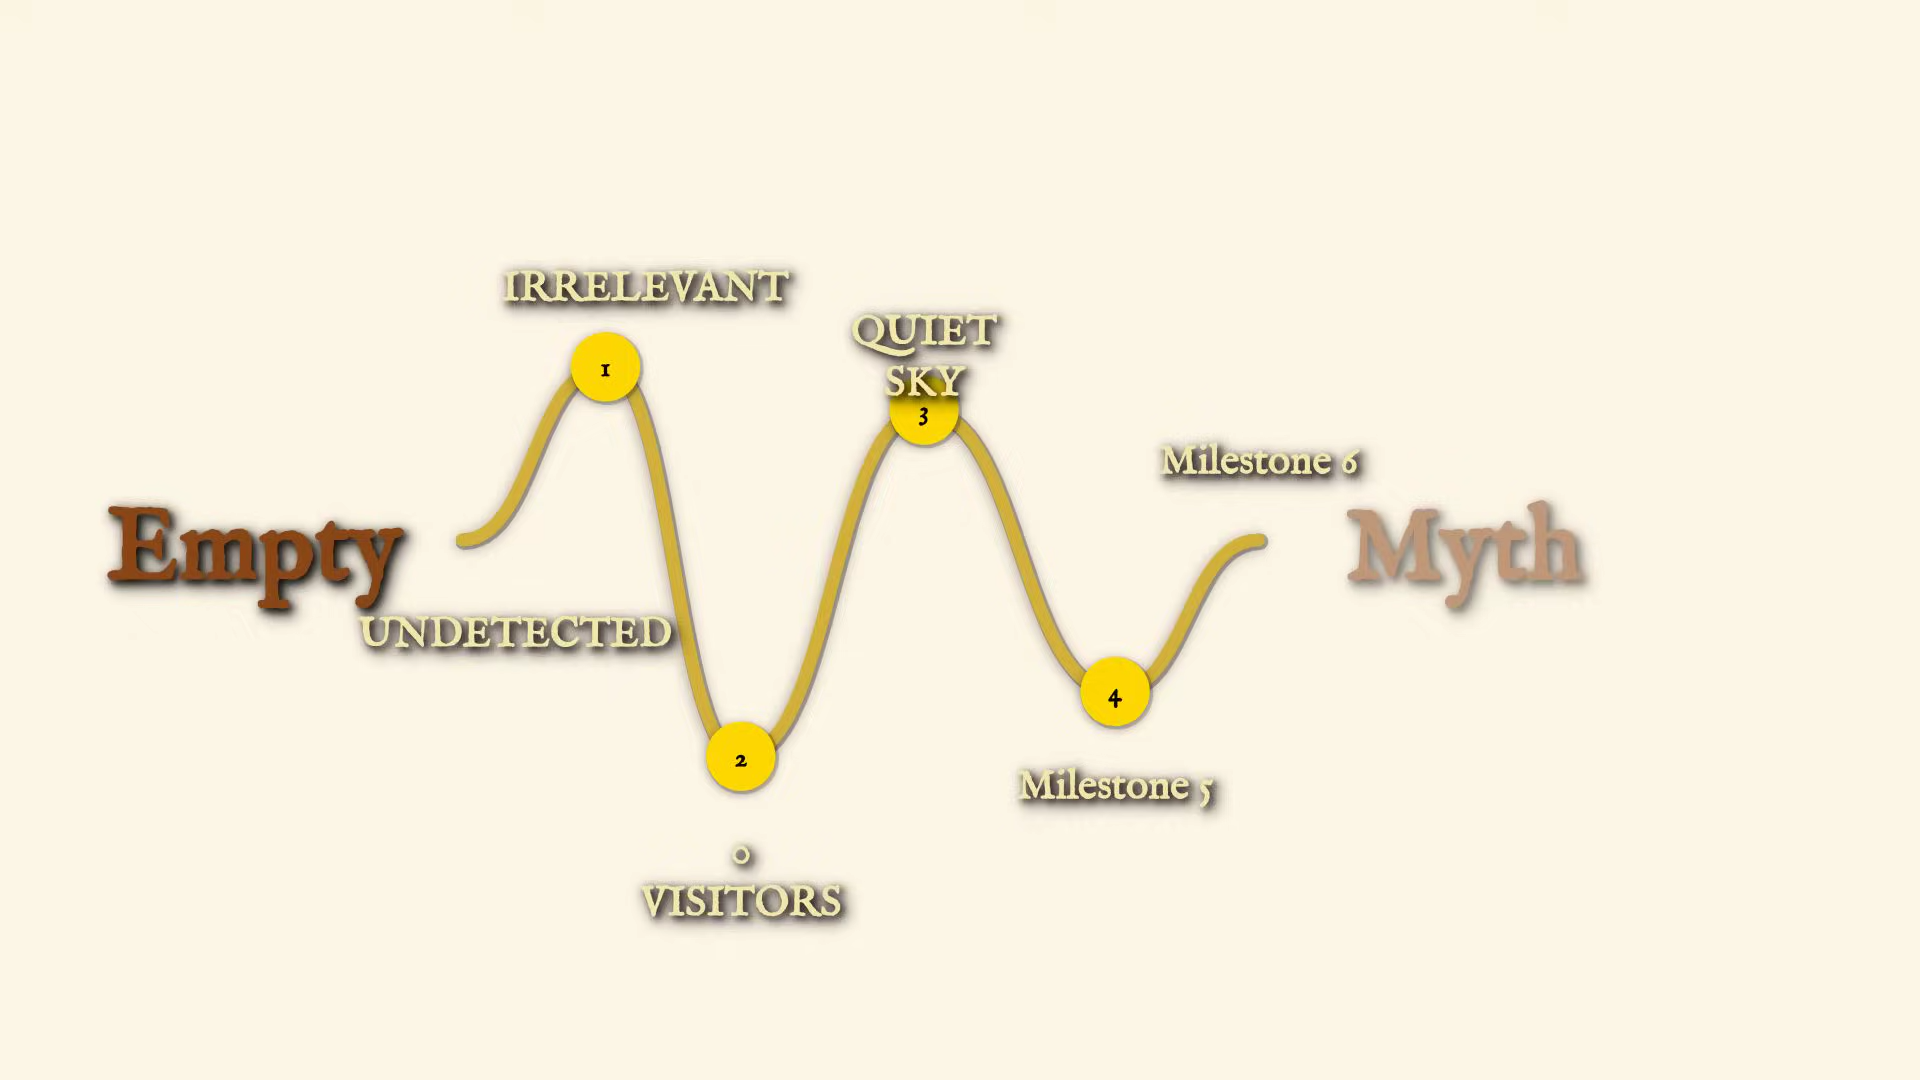 IRRELEVANT
1
QUIET
SKY
3
Milestone 6
Empty
Myth
UNDETECTED
4
2
Milestone 5
0
VISITORS